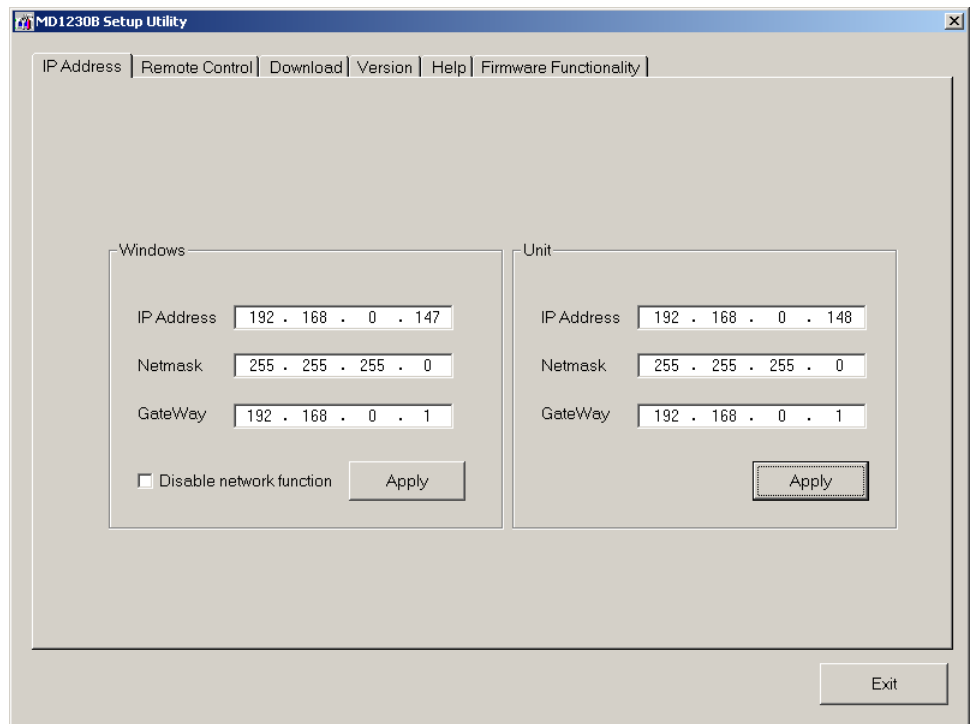 MD1230B Setup Utility
IP Address Remote Control Download Version Help Firmware Functionality
Windows
IP Address 192 . 168 . 0 . 147
Netmask 255 . 255 . 255 . 0
GateWay 192 . 168 . 0 . 1
Disable network function Apply
Unit
IP Address 192 . 168 . 0 . 148
Netmask 255 . 255 . 255 . 0
GateWay 192 . 168 . 0 . 1
Apply
Exit